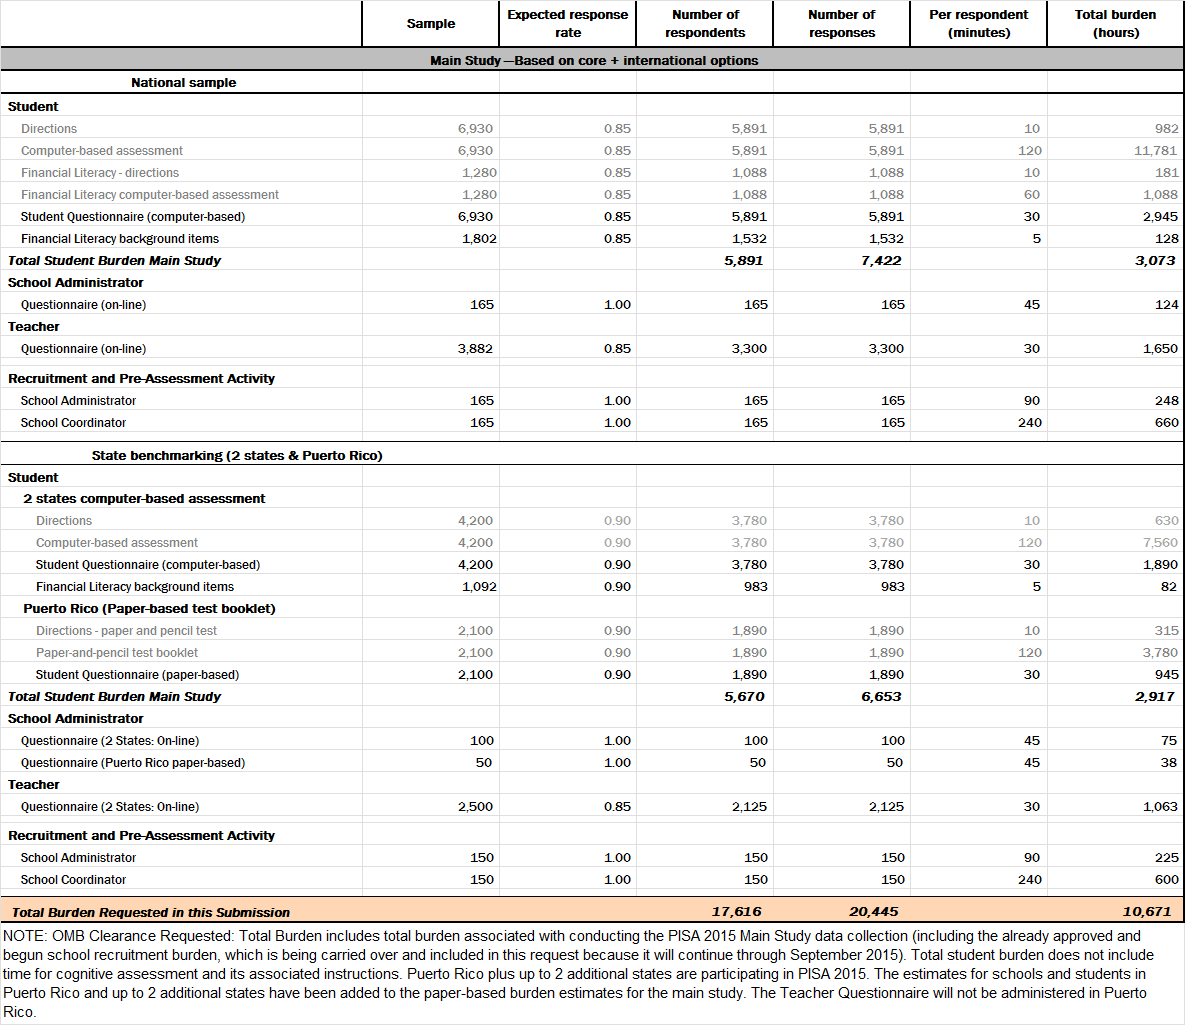 Sample Expected response rate Number of respondents Number of responses Per respondent (minutes) Total burden (hours)
Main Study —Based on core + international options
National sample
Student
Directions 6,930 0.85 5,891 5,891 10 982
Computer-based assessment 6,930 0.85 5,891 5,891 120 11,781
Financial Literacy - directions 1,280 0.85 1,088 1,088 10 181
Financial Literacy computer-based assessment 1,280 0.85 1,088 1,088 60 1,088
Student Questionnaire (computer-based) 6,930 0.85 5,891 5,891 30 2,945
Financial Literacy background items 1,802 0.85 1,532 1,532 5 128
Total Student Burden Main Study 5,891 7,422 3,073
School Administrator
Questionnaire (on-line) 165 1.00 165 165 45 124
Teacher
Questionnaire (on-line) 3,882 0.85 3,300 3,300 30 1,650
Recruitment and Pre-Assessment Activity
School Administrator 165 1.00 165 165 90 248
School Coordinator 165 1.00 165 165 240 660
State benchmarking (2 states & Puerto Rico)
Student
2 states computer-based assessment
Directions 4,200 0.90 3,780 3,780 10 630
Computer-based assessment 4,200 0.90 3,780 3,780 120 7,560
Student Questionnaire (computer-based) 4,200 0.90 3,780 3,780 30 1,890
Financial Literacy background items 1,092 0.90 983 983 5 82
Puerto Rico (Paper-based test booklet)
Directions - paper and pencil test 2,100 0.90 1,890 1,890 10 315
Paper-and-pencil test booklet 2,100 0.90 1,890 1,890 120 3,780
Student Questionnaire (paper-based) 2,100 0.90 1,890 1,890 30 945
Total Student Burden Main Study 5,670 6,653 2,917
School Administrator
Questionnaire (2 States: On-line) 100 1.00 100 100 45 75
Questionnaire (Puerto Rico paper-based) 50 1.00 50 50 45 38
Teacher
Questionnaire (2 States: On-line) 2,500 0.85 2,125 2,125 30 1,063
Recruitment and Pre-Assessment Activity
School Administrator 150 1.00 150 150 90 225
School Coordinator 150 1.00 150 150 240 600
Total Burden Requested in this Submission 17,616 20,445 10,671
NOTE: OMB Clearance Requested: Total Burden includes total burden associated with conducting the PISA 2015 Main Study data collection (including the already approved and
begun school recruitment burden, which is being carried over and included in this request because it will continue through September 2015). Total student burden does not include
time for cognitive assessment and its associated instructions. Puerto Rico plus up to 2 additional states are participating in PISA 2015. The estimates for schools and students in
Puerto Rico and up to 2 additional states have been added to the paper-based burden estimates for the main study. The Teacher Questionnaire will not be administered in Puerto
Rico.